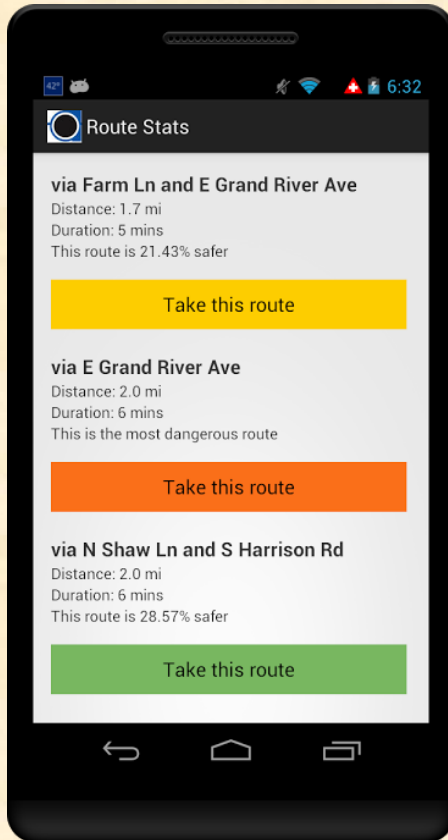 42°
6:32
Route Stats
via Farm Ln and E Grand River Ave
Distance: 1.7 mi
Duration: 5 mins
This route is 21.43% safer
Take this route
via E Grand River Ave
Distance: 2.0 mi
Duration: 6 mins
This is the most dangerous route
Take this route
via N Shaw Ln and S Harrison Rd
Distance: 2.0 mi
Duration: 6 mins
This route is 28.57% safer
Take this route